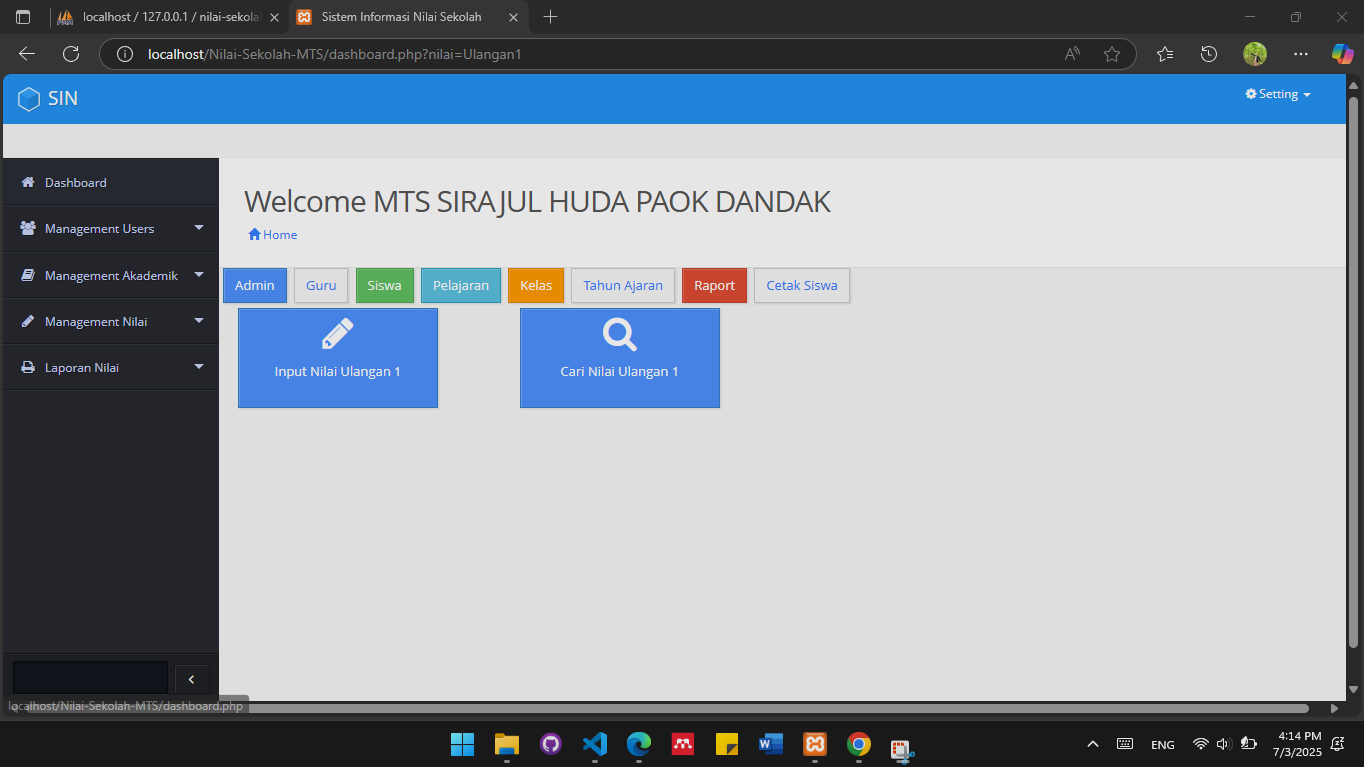 localhost / 127.0.0.1 / nilai-sekola
Sistem Informasi Nilai Sekolah
localhost/Nilai-Sekolah-MTS/dashboard.php?nilai=Ulangan1
SIN
Setting
Dashboard
Management Users
Management Akademik
Management Nilai
Laporan Nilai
Welcome MTS SIRAJUL HUDA PAOK DANDAK
Home
Admin Guru Siswa Pelajaran Kelas Tahun Ajaran Raport Cetak Siswa
Input Nilai Ulangan 1
Cari Nilai Ulangan 1
localhost/Nilai-Sekolah-MTS/dashboard.php
ENG
4:14 PM
7/3/2025